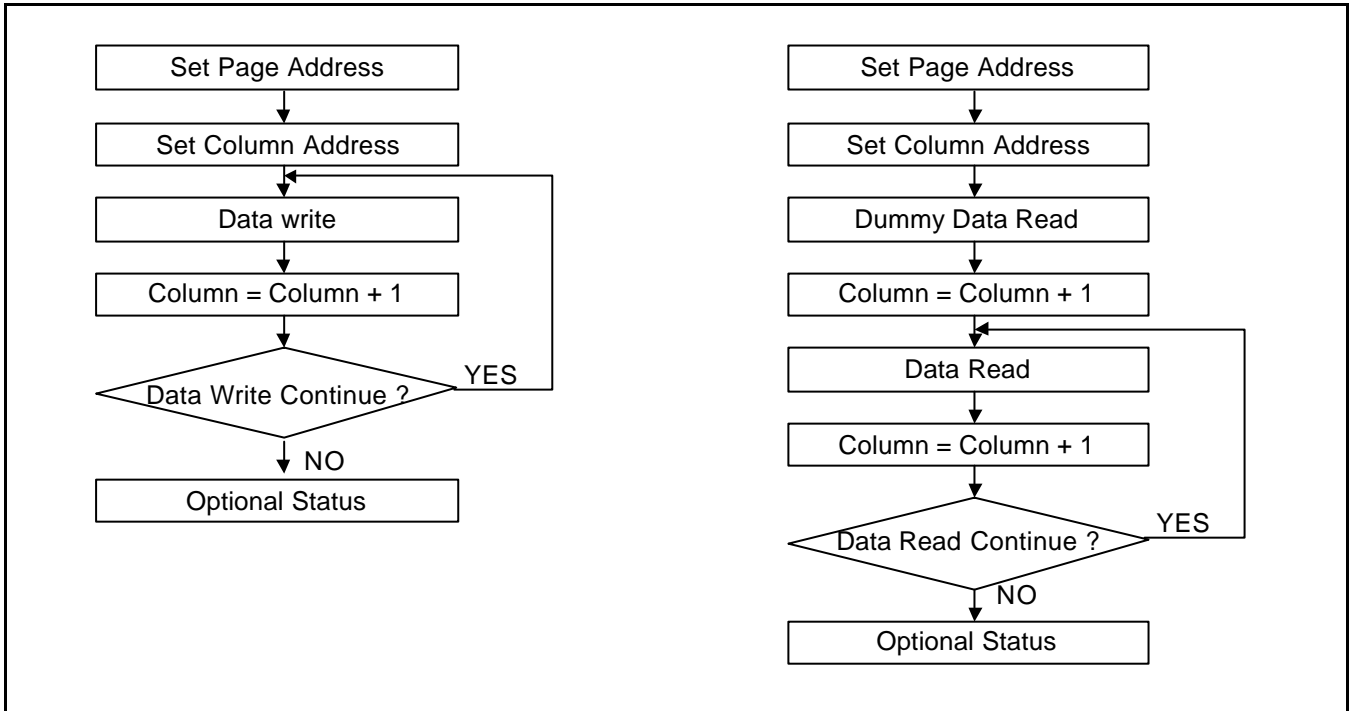 Set Page Address
Set Column Address
Data write
Column = Column + 1
Data Write Continue ?
YES
NO
Optional Status
Set Page Address
Set Column Address
Dummy Data Read
Column = Column + 1
Data Read
Column = Column + 1
Data Read Continue ?
YES
NO
Optional Status